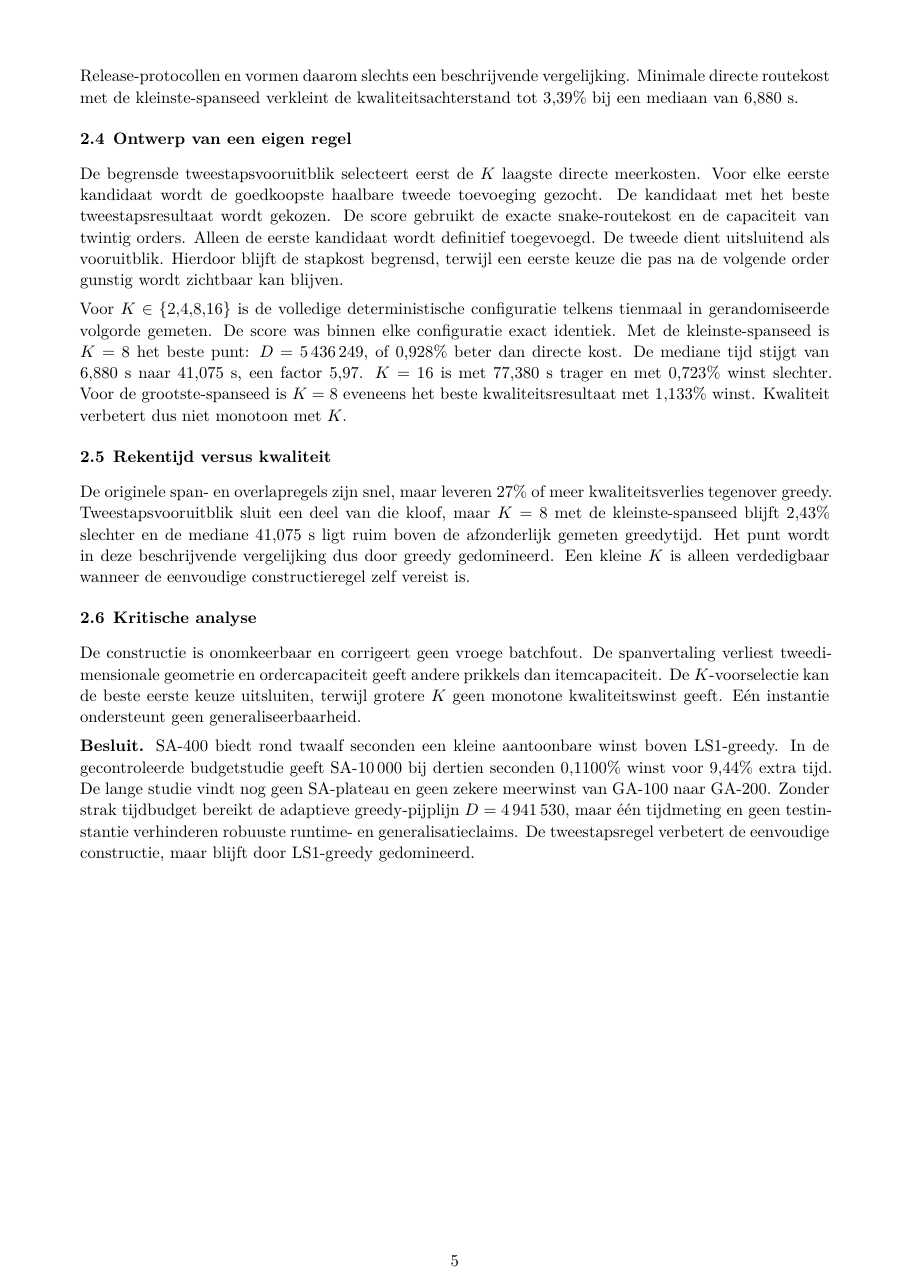 Release-protocollen en vormen daarom slechts een beschrijvende vergelijking. Minimale directe routekost
met de kleinste-spanseed verkleint de kwaliteitsachterstand tot 3,39% bij een mediaan van 6,880 s.
2.4 Ontwerp van een eigen regel
De begrensde tweestapsvooruitblik selecteert eerst de K laagste directe meerkosten. Voor elke eerste
kandidaat wordt de goedkoopste haalbare tweede toevoeging gezocht. De kandidaat met het beste
tweestapsresultaat wordt gekozen. De score gebruikt de exacte snake-routekost en de capaciteit van
twintig orders. Alleen de eerste kandidaat wordt definitief toegevoegd. De tweede dient uitsluitend als
vooruitblik. Hierdoor blijft de stapkost begrensd, terwijl een eerste keuze die pas na de volgende order
gunstig wordt zichtbaar kan blijven.
Voor K ∈ {2,4,8,16} is de volledige deterministische configuratie telkens tienmaal in gerandomiseerde
volgorde gemeten. De score was binnen elke configuratie exact identiek. Met de kleinste-spanseed is
K = 8 het beste punt: D = 5 436 249, of 0,928% beter dan directe kost. De mediane tijd stijgt van
6,880 s naar 41,075 s, een factor 5,97. K = 16 is met 77,380 s trager en met 0,723% winst slechter.
Voor de grootste-spanseed is K = 8 eveneens het beste kwaliteitsresultaat met 1,133% winst. Kwaliteit
verbetert dus niet monotoon met K.
2.5 Rekentijd versus kwaliteit
De originele span- en overlapregels zijn snel, maar leveren 27% of meer kwaliteitsverlies tegenover greedy.
Tweestapsvooruitblik sluit een deel van die kloof, maar K = 8 met de kleinste-spanseed blijft 2,43%
slechter en de mediane 41,075 s ligt ruim boven de afzonderlijk gemeten greedytijd. Het punt wordt
in deze beschrijvende vergelijking dus door greedy gedomineerd. Een kleine K is alleen verdedigbaar
wanneer de eenvoudige constructieregel zelf vereist is.
2.6 Kritische analyse
De constructie is onomkeerbaar en corrigeert geen vroege batchfout. De spanvertaling verliest tweedi-
mensionale geometrie en ordercapaciteit geeft andere prikkels dan itemcapaciteit. De K-voorselectie kan
de beste eerste keuze uitsluiten, terwijl grotere K geen monotone kwaliteitswinst geeft. Eén instantie
ondersteunt geen generaliseerbaarheid.
Besluit. SA-400 biedt rond twaalf seconden een kleine aantoonbare winst boven LS1-greedy. In de
gecontroleerde budgetstudie geeft SA-10 000 bij dertien seconden 0,1100% winst voor 9,44% extra tijd.
De lange studie vindt nog geen SA-plateau en geen zekere meerwinst van GA-100 naar GA-200. Zonder
strak tijdbudget bereikt de adaptieve greedy-pijplijn D = 4 941 530, maar één tijdmeting en geen testin-
stantie verhinderen robuuste runtime- en generalisatieclaims. De tweestapsregel verbetert de eenvoudige
constructie, maar blijft door LS1-greedy gedomineerd.
5